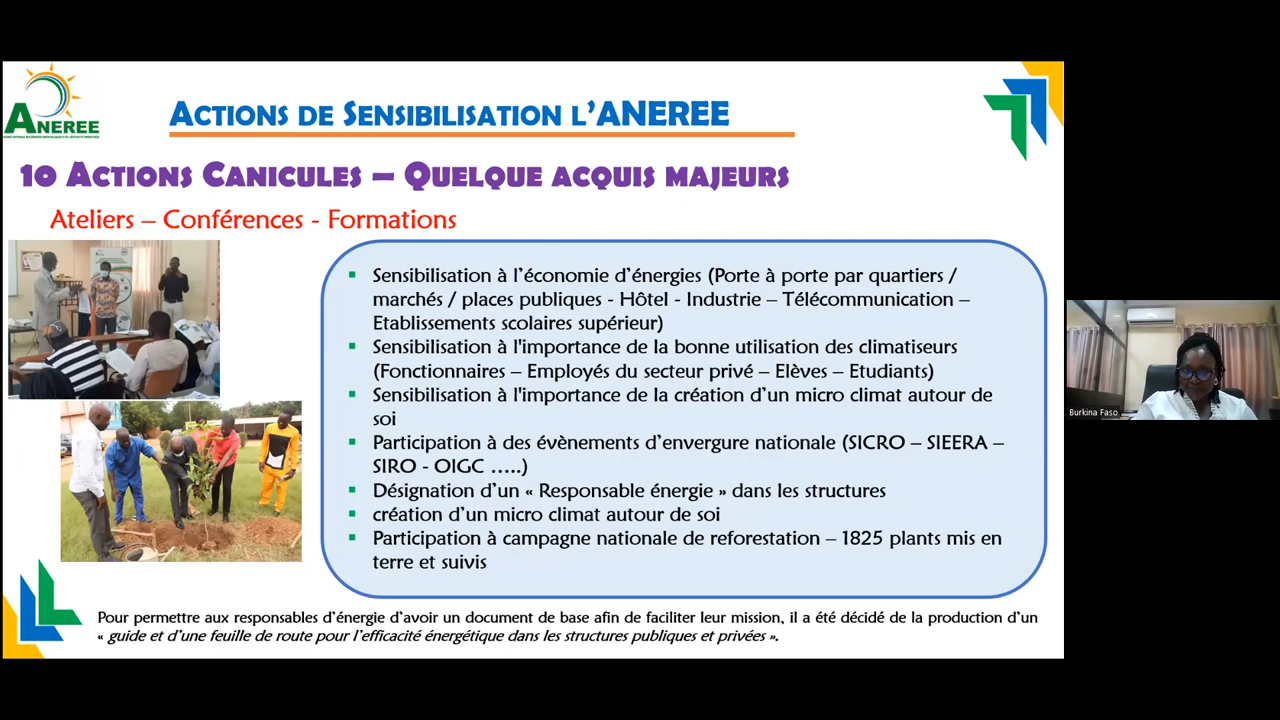 ANEREE
ACTIONS DE SENSIBILISATION L'ANEREE
10 ACTIONS CANICULES – QUELQUE ACQUIS MAJEURS
Ateliers – Conférences - Formations
▪ Sensibilisation à l'économie d'énergies (Porte à porte par quartiers /
marchés / places publiques - Hôtel - Industrie – Télécommunication –
Etablissements scolaires supérieur)
▪ Sensibilisation à l'importance de la bonne utilisation des climatiseurs
(Fonctionnaires – Employés du secteur privé – Elèves – Etudiants)
▪ Sensibilisation à l'importance de la création d'un micro climat autour de
soi
▪ Participation à des évènements d'envergure nationale (SICRO – SIEERA –
SIRO - OIGC …..)
▪ Désignation d'un « Responsable énergie » dans les structures
▪ création d'un micro climat autour de soi
▪ Participation à campagne nationale de reforestation – 1825 plants mis en
terre et suivis
Pour permettre aux responsables d'énergie d'avoir un document de base afin de faciliter leur mission, il a été décidé de la production d'un
« guide et d'une feuille de route pour l'efficacité énergétique dans les structures publiques et privées ».
Burkina Faso